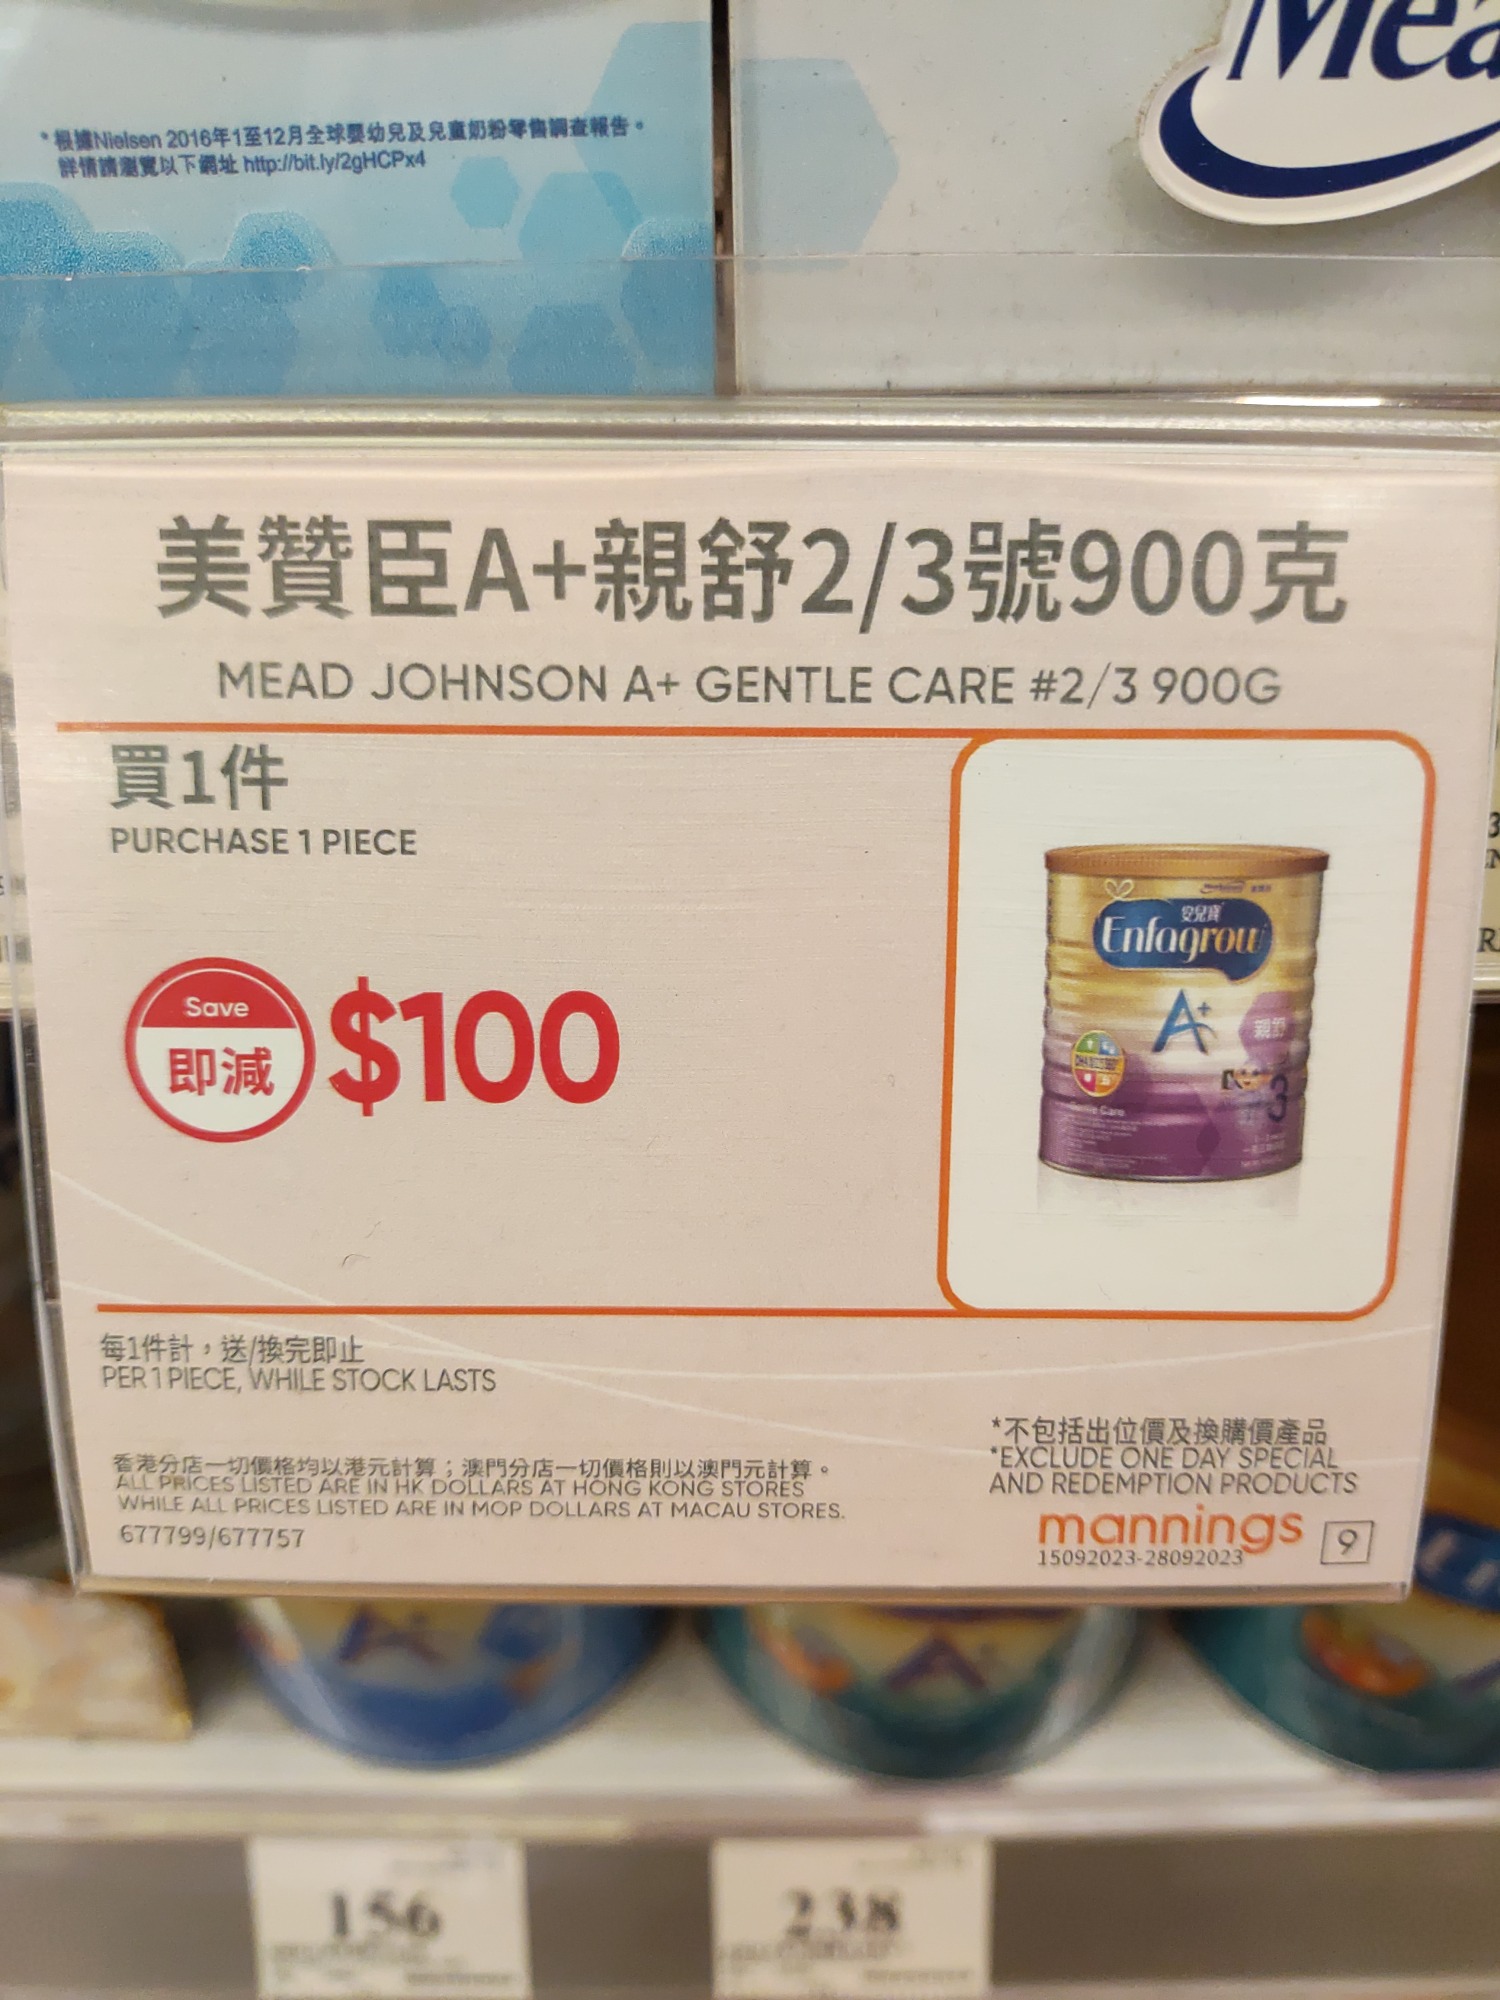 *根據Nielsen 2016年1至12月全球嬰幼兒及兒童奶粉零售調查報告。
詳情請瀏覽以下網址 http://bit.ly/2gHCPx4
美贊臣A+親舒2/3號900克
MEAD JOHNSON A+ GENTLE CARE #2/3 900G
買1件
PURCHASE 1 PIECE
Save
即減
$100
安兒寶
Enfagrow
A+
親舒
3
每1件計，送/換完即止
PER 1 PIECE, WHILE STOCK LASTS
香港分店一切價格均以港元計算；澳門分店一切價格則以澳門元計算。
ALL PRICES LISTED ARE IN HK DOLLARS AT HONG KONG STORES
WHILE ALL PRICES LISTED ARE IN MOP DOLLARS AT MACAU STORES.
677799/677757
*不包括出位價及換購價產品
*EXCLUDE ONE DAY SPECIAL
AND REDEMPTION PRODUCTS
mannings
15092023-28092023
9
156
238